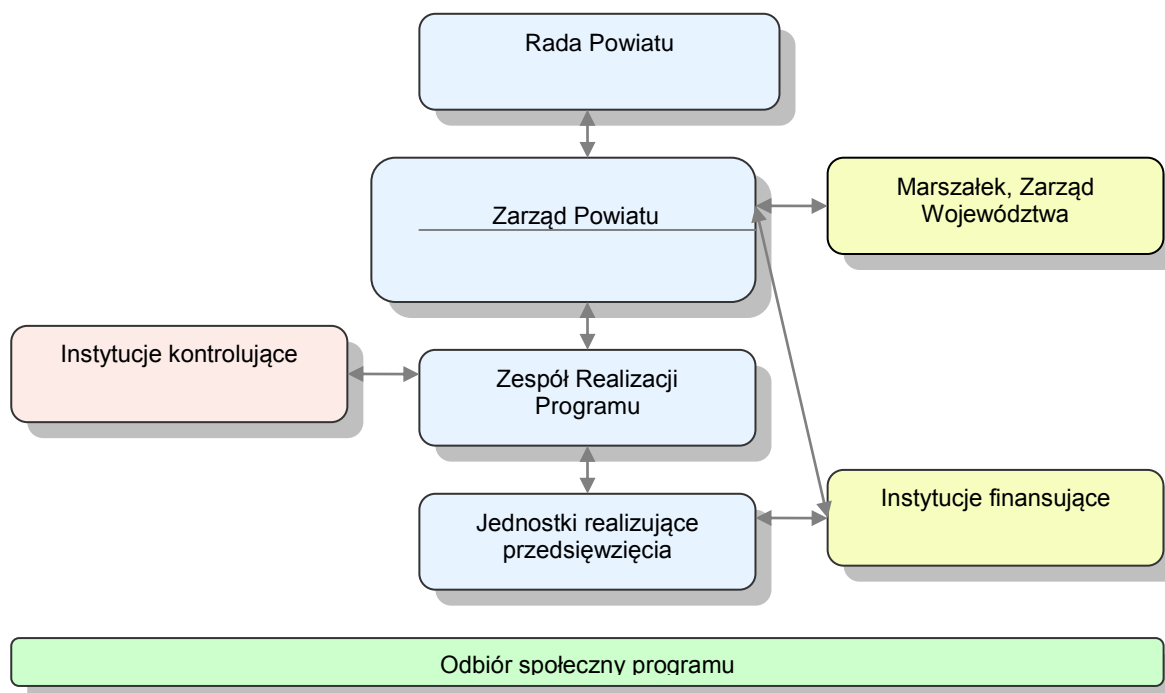 Rada Powiatu
Zarząd Powiatu
Marszałek, Zarząd
Województwa
Instytucje kontrolujące
Zespół Realizacji
Programu
Jednostki realizujące
przedsięwzięcia
Instytucje finansujące
Odbiór społeczny programu